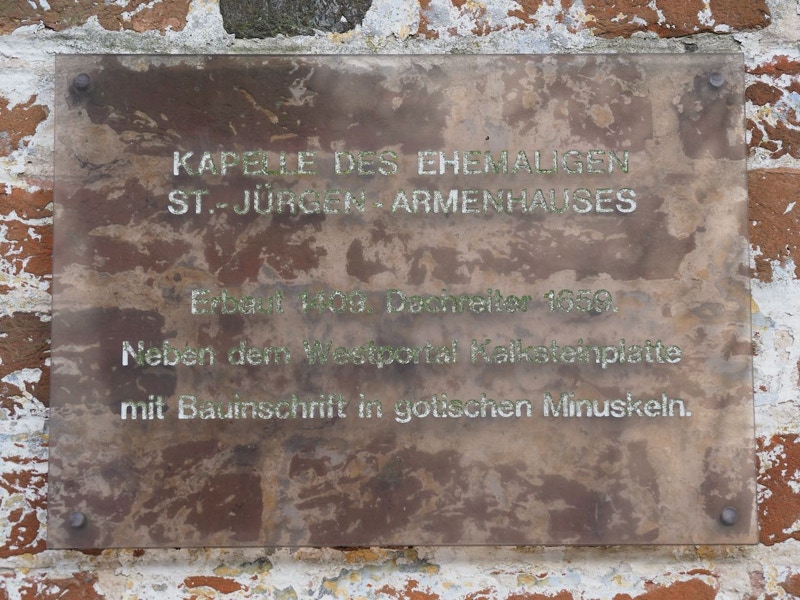 KAPELLE DES EHEMALIGEN
ST.-JÜRGEN-ARMENHAUSES
Erbaut 1409. Dachreiter 1659.
Neben dem Westportal Kalksteinplatte
mit Bauinschrift in gotischen Minuskeln.